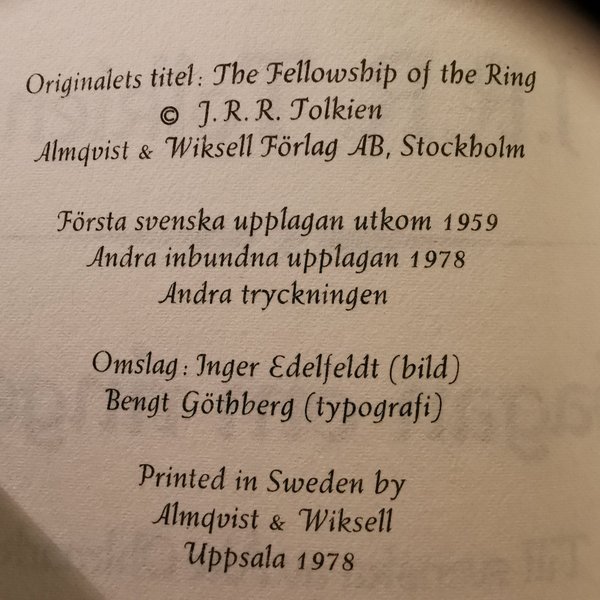 Originalets titel: The Fellowship of the Ring
© J. R. R. Tolkien
Almqvist & Wiksell Förlag AB, Stockholm
Första svenska upplagan utkom 1959
Andra inbundna upplagan 1978
Andra tryckningen
Omslag: Inger Edelfeldt (bild)
Bengt Göthberg (typografi)
Printed in Sweden by
Almqvist & Wiksell
Uppsala 1978